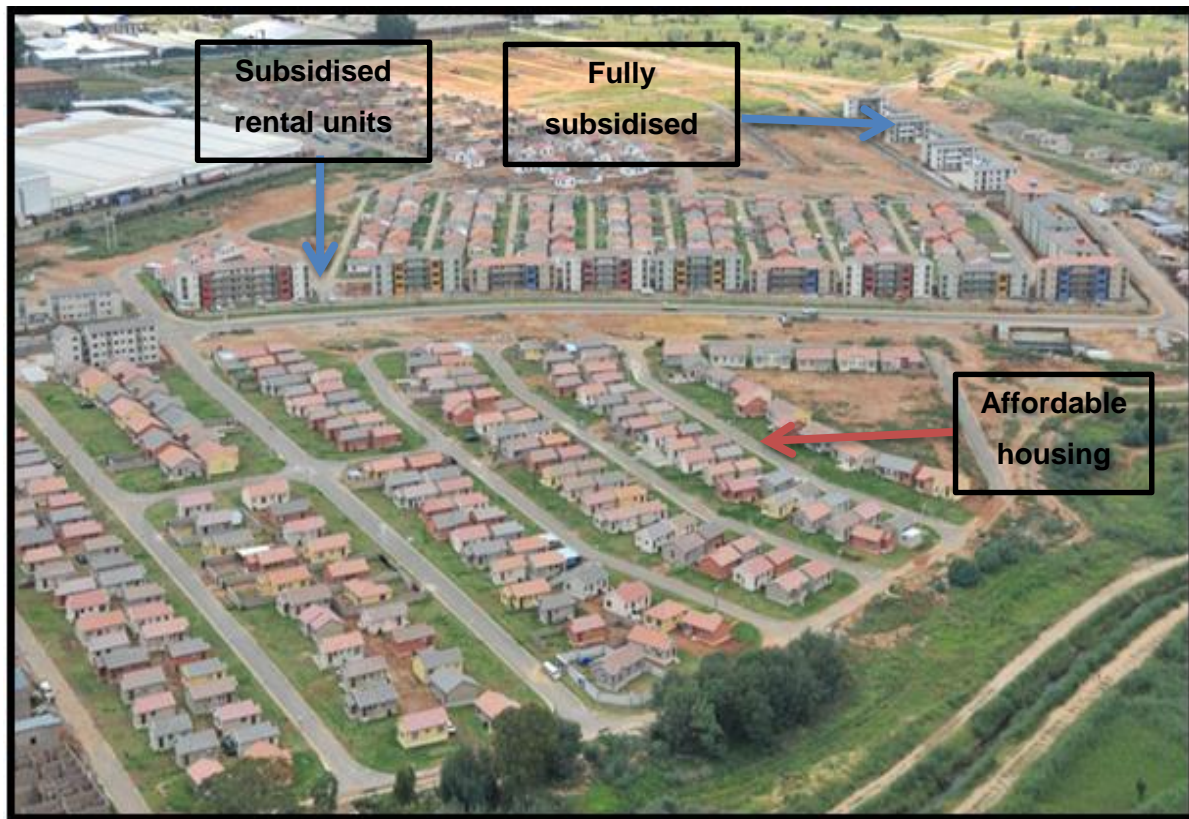 Subsidised
rental units
Fully
subsidised
Affordable
housing